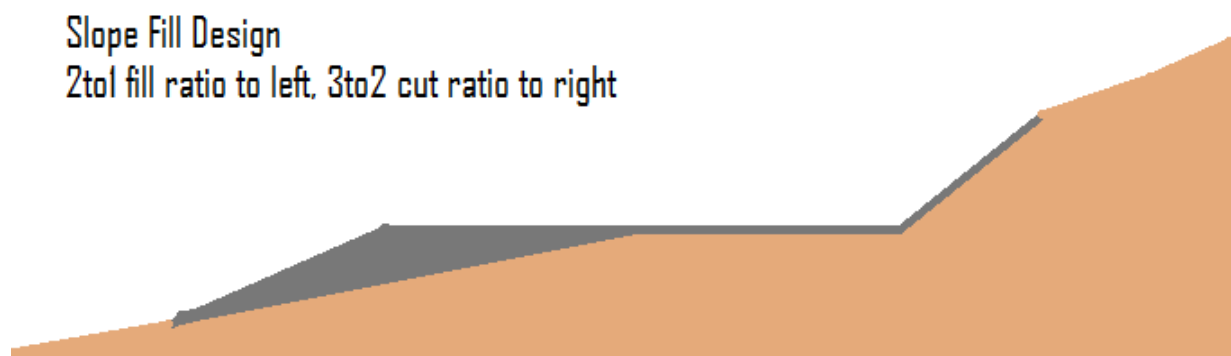 Slope Fill Design
2to1 fill ratio to left, 3to2 cut ratio to right